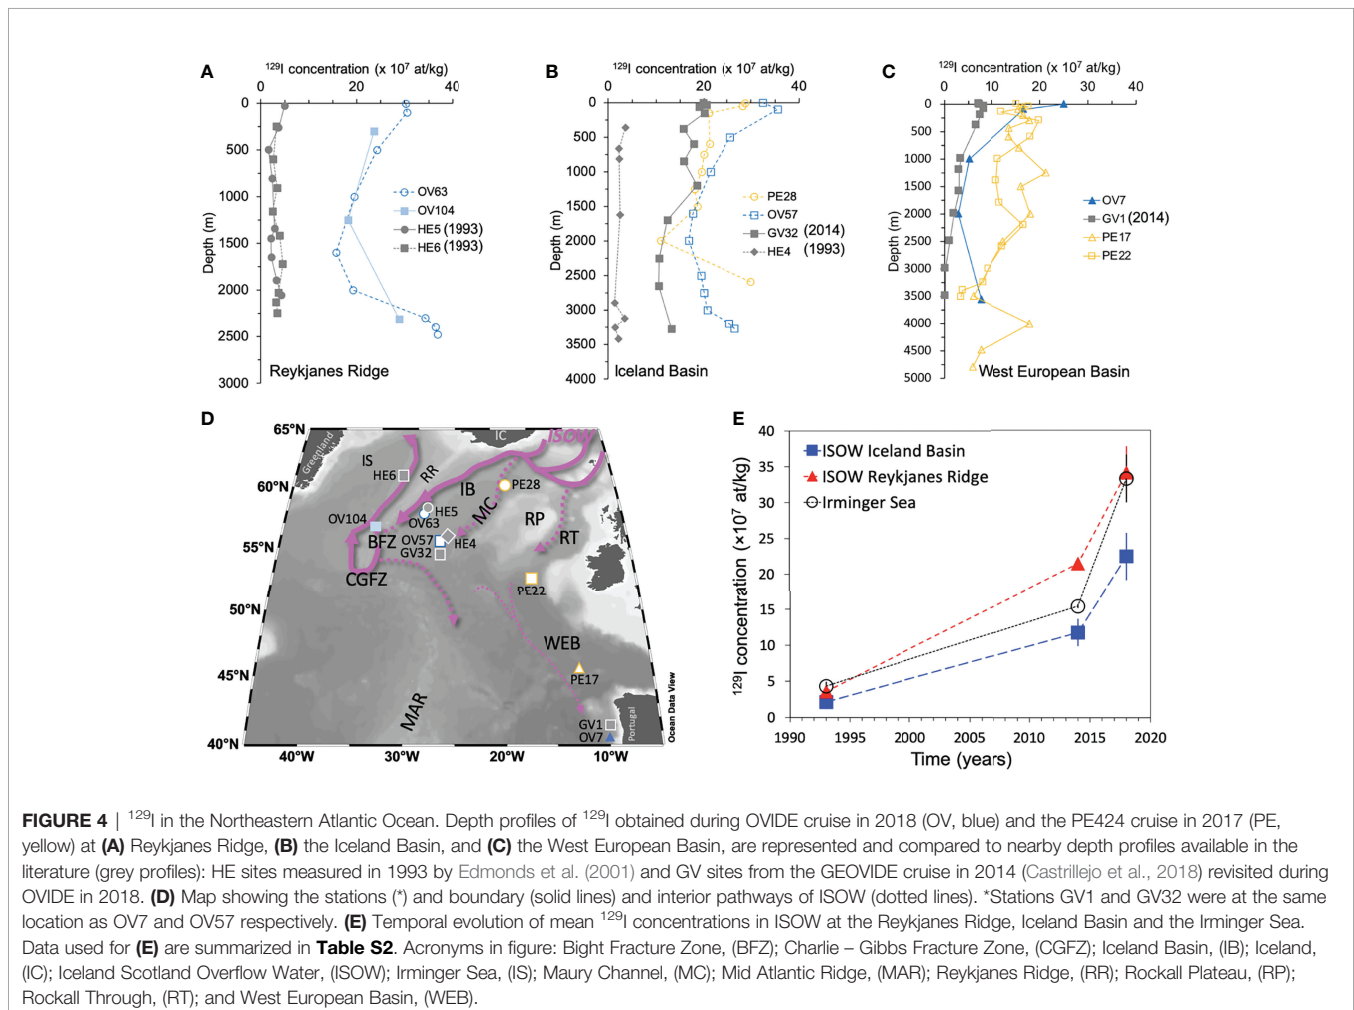 A
¹²⁹I concentration (x 10⁷ at/kg)
0 20 40
0
500
1000
1500
2000
2500
3000
Depth (m)
OV63
OV104
HE5 (1993)
HE6 (1993)
Reykjanes Ridge
B
¹²⁹I concentration (x 10⁷ at/kg)
0 20 40
0
500
1000
1500
2000
2500
3000
3500
4000
Depth (m)
PE28
OV57
GV32 (2014)
HE4 (1993)
Iceland Basin
C
¹²⁹I concentration (x 10⁷ at/kg)
0 10 20 30 40
0
500
1000
1500
2000
2500
3000
3500
4000
4500
5000
Depth (m)
OV7
GV1 (2014)
PE17
PE22
West European Basin
D
65°N
60°N
55°N
50°N
45°N
40°N
40°W 30°W 20°W 10°W
Greenland
IC
ISOW
IS
HE6
RR
IB
MC
PE28
HE5
OV63
OV104
BFZ
OV57
GV32
HE4
RP
RT
CGFZ
PE22
WEB
PE17
MAR
GV1
OV7
Portugal
Ocean Data View
E
40
35
30
25
20
15
10
5
0
¹²⁹I concentration (×10⁷ at/kg)
ISOW Iceland Basin
ISOW Reykjanes Ridge
Irminger Sea
1990 1995 2000 2005 2010 2015 2020
Time (years)
FIGURE 4 | ¹²⁹I in the Northeastern Atlantic Ocean. Depth profiles of ¹²⁹I obtained during OVIDE cruise in 2018 (OV, blue) and the PE424 cruise in 2017 (PE,
yellow) at (A) Reykjanes Ridge, (B) the Iceland Basin, and (C) the West European Basin, are represented and compared to nearby depth profiles available in the
literature (grey profiles): HE sites measured in 1993 by Edmonds et al. (2001) and GV sites from the GEOVIDE cruise in 2014 (Castrillejo et al., 2018) revisited during
OVIDE in 2018. (D) Map showing the stations (*) and boundary (solid lines) and interior pathways of ISOW (dotted lines). *Stations GV1 and GV32 were at the same
location as OV7 and OV57 respectively. (E) Temporal evolution of mean ¹²⁹I concentrations in ISOW at the Reykjanes Ridge, Iceland Basin and the Irminger Sea.
Data used for (E) are summarized in Table S2. Acronyms in figure: Bight Fracture Zone, (BFZ); Charlie – Gibbs Fracture Zone, (CGFZ); Iceland Basin, (IB); Iceland,
(IC); Iceland Scotland Overflow Water, (ISOW); Irminger Sea, (IS); Maury Channel, (MC); Mid Atlantic Ridge, (MAR); Reykjanes Ridge, (RR); Rockall Plateau, (RP);
Rockall Through, (RT); and West European Basin, (WEB).